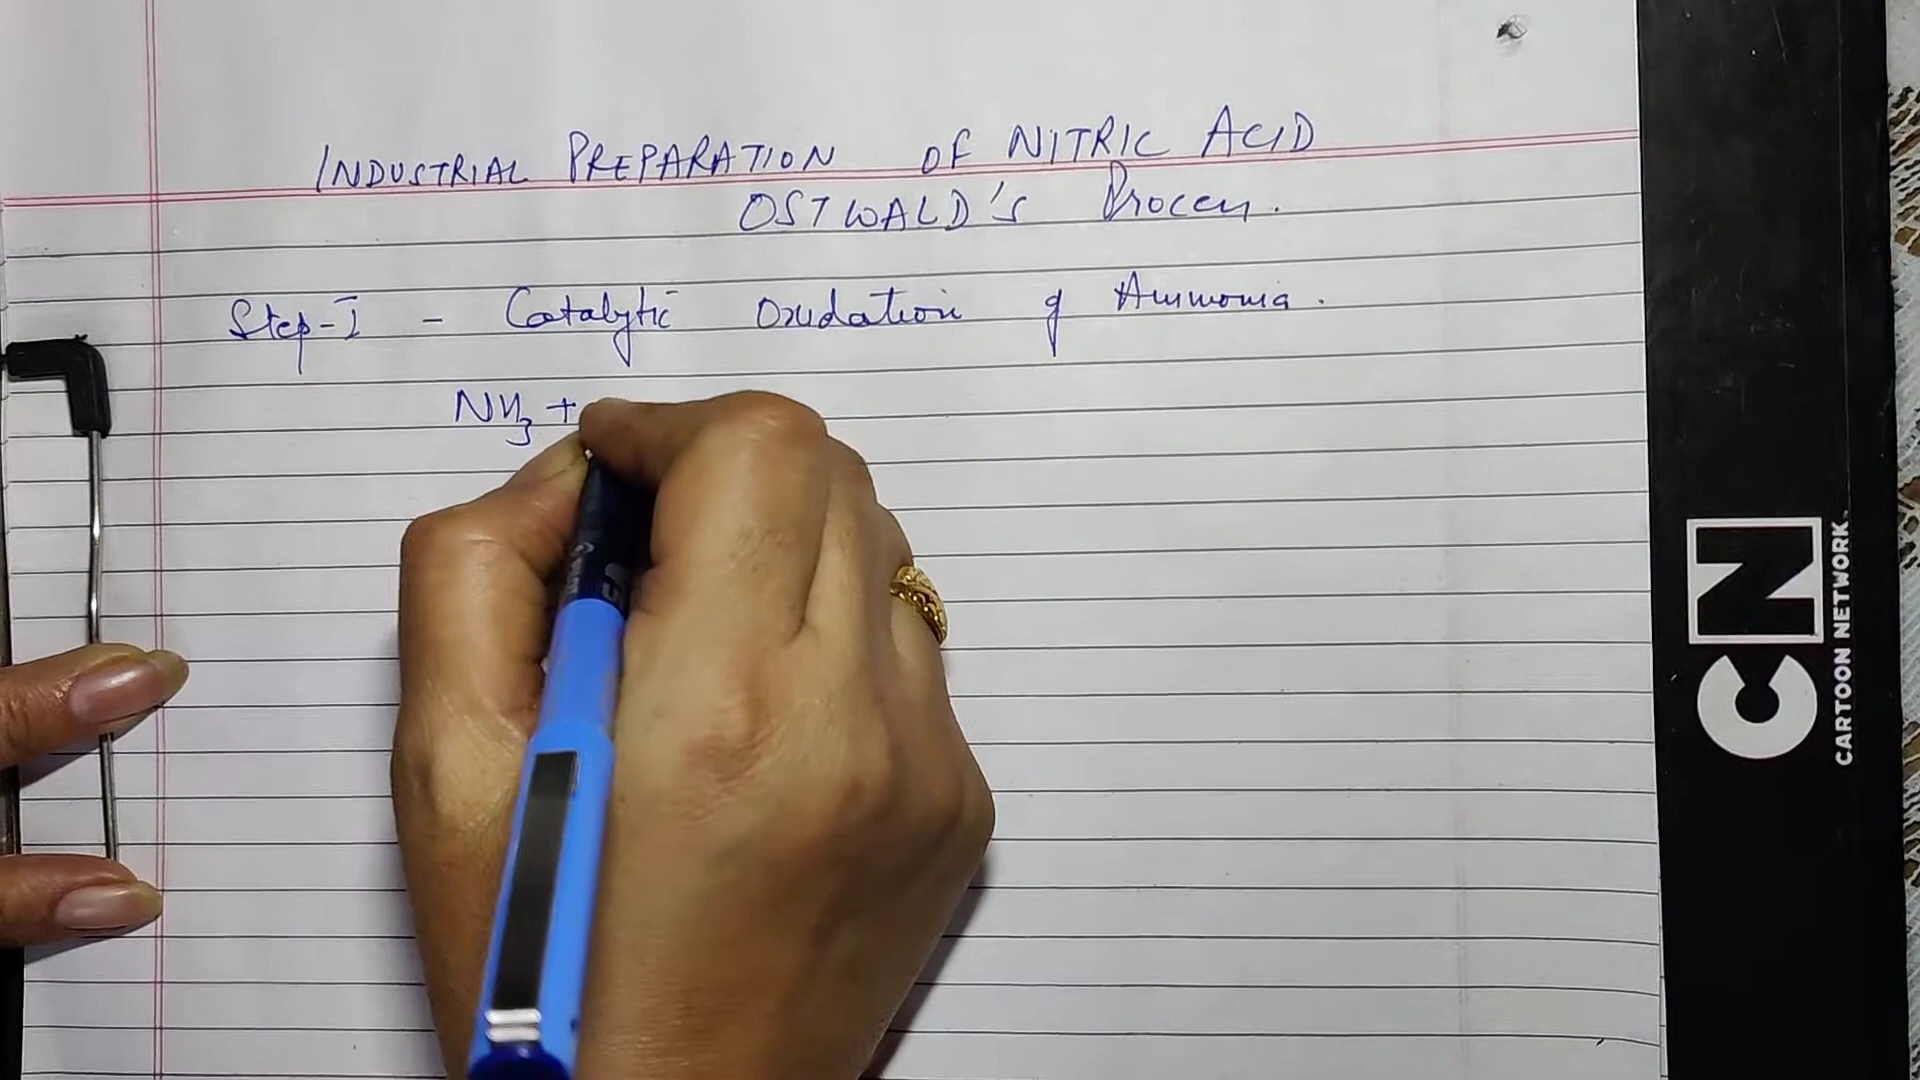 INDUSTRIAL PREPARATION OF NITRIC ACID
OSTWALD'S Process.
Step-I - Catalytic Oxidation of Ammonia.
NH3 +
CN
CARTOON NETWORK